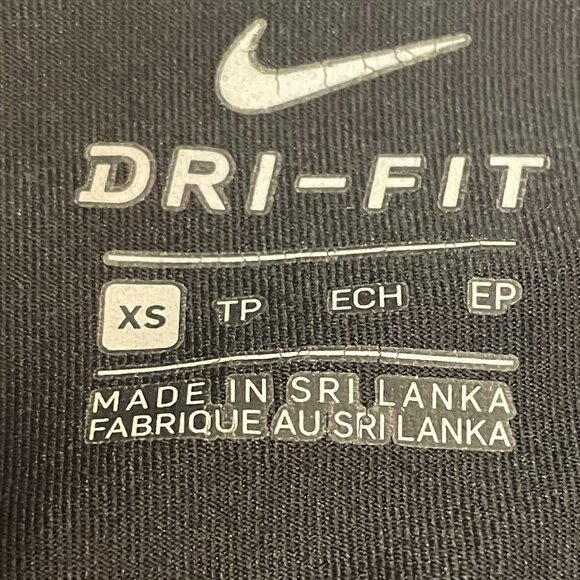 DRI-FIT
XS TP ECH EP
MADE IN SRI LANKA
FABRIQUE AU SRI LANKA